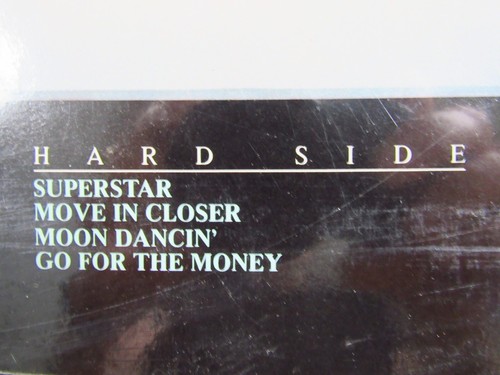 HARD SIDE
SUPERSTAR
MOVE IN CLOSER
MOON DANCIN'
GO FOR THE MONEY